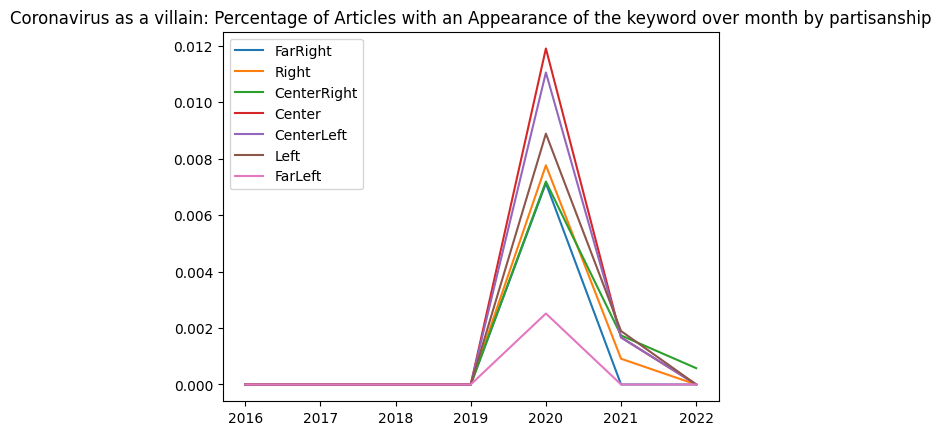 Coronavirus as a villain: Percentage of Articles with an Appearance of the keyword over month by partisanship
0.012
0.010
0.008
0.006
0.004
0.002
0.000
FarRight
Right
CenterRight
Center
CenterLeft
Left
FarLeft
2016 2017 2018 2019 2020 2021 2022